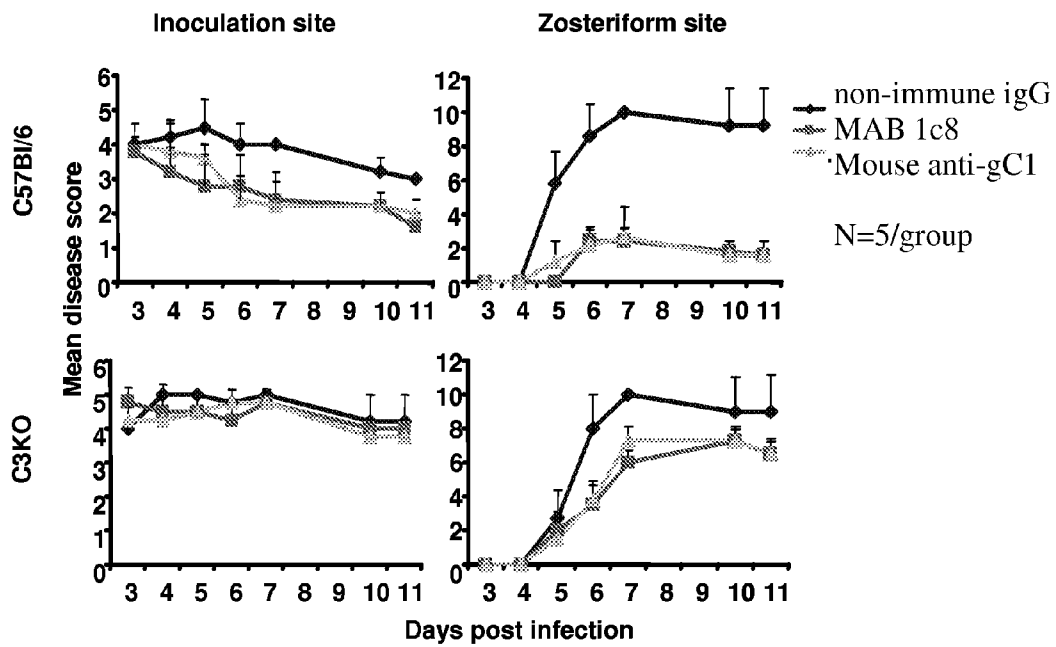 Inoculation site
Zosteriform site
C57Bl/6
C3KO
Mean disease score
6
5
4
3
2
1
0
3 4 5 6 7 8 9 10 11
12
10
8
6
4
2
0
3 4 5 6 7 8 9 10 11
non-immune igG
MAB 1c8
Mouse anti-gC1
N=5/group
6
5
4
3
2
1
0
3 4 5 6 7 8 9 10 11
12
10
8
6
4
2
0
3 4 5 6 7 8 9 10 11
Days post infection